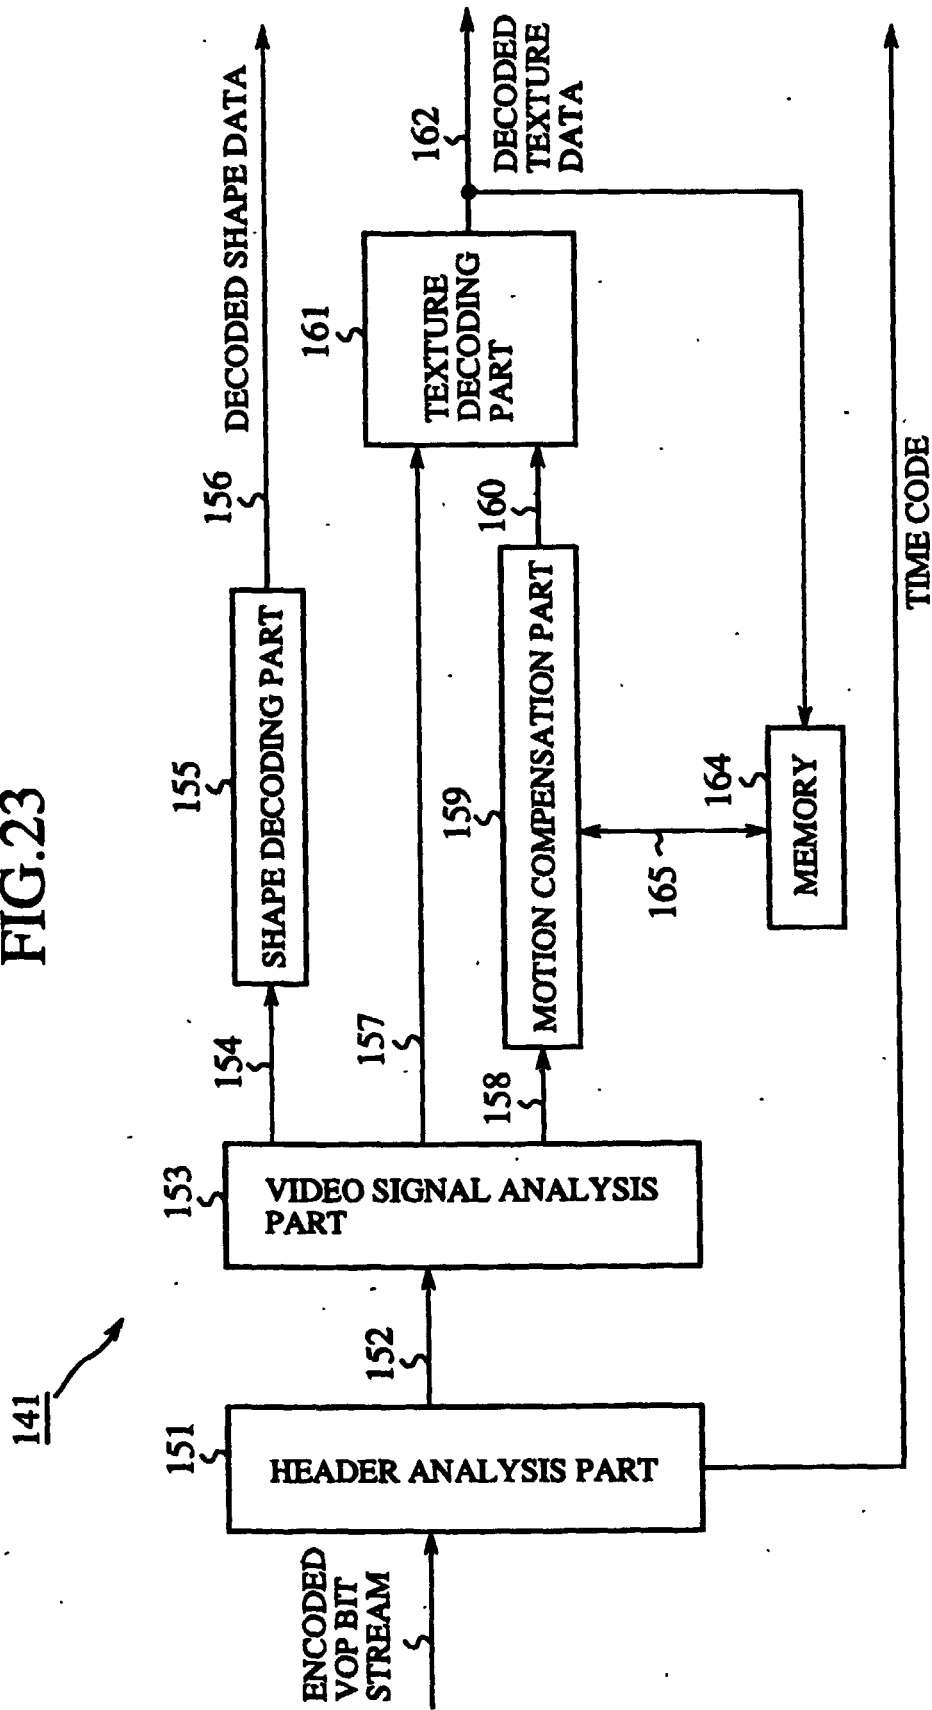 FIG.23
141
ENCODED
VOP BIT
STREAM
151
HEADER ANALYSIS PART
152
153
VIDEO SIGNAL ANALYSIS
PART
154
155
SHAPE DECODING PART
156
DECODED SHAPE DATA
157
158
159
MOTION COMPENSATION PART
160
161
TEXTURE
DECODING
PART
162
DECODED
TEXTURE
DATA
165
164
MEMORY
TIME CODE